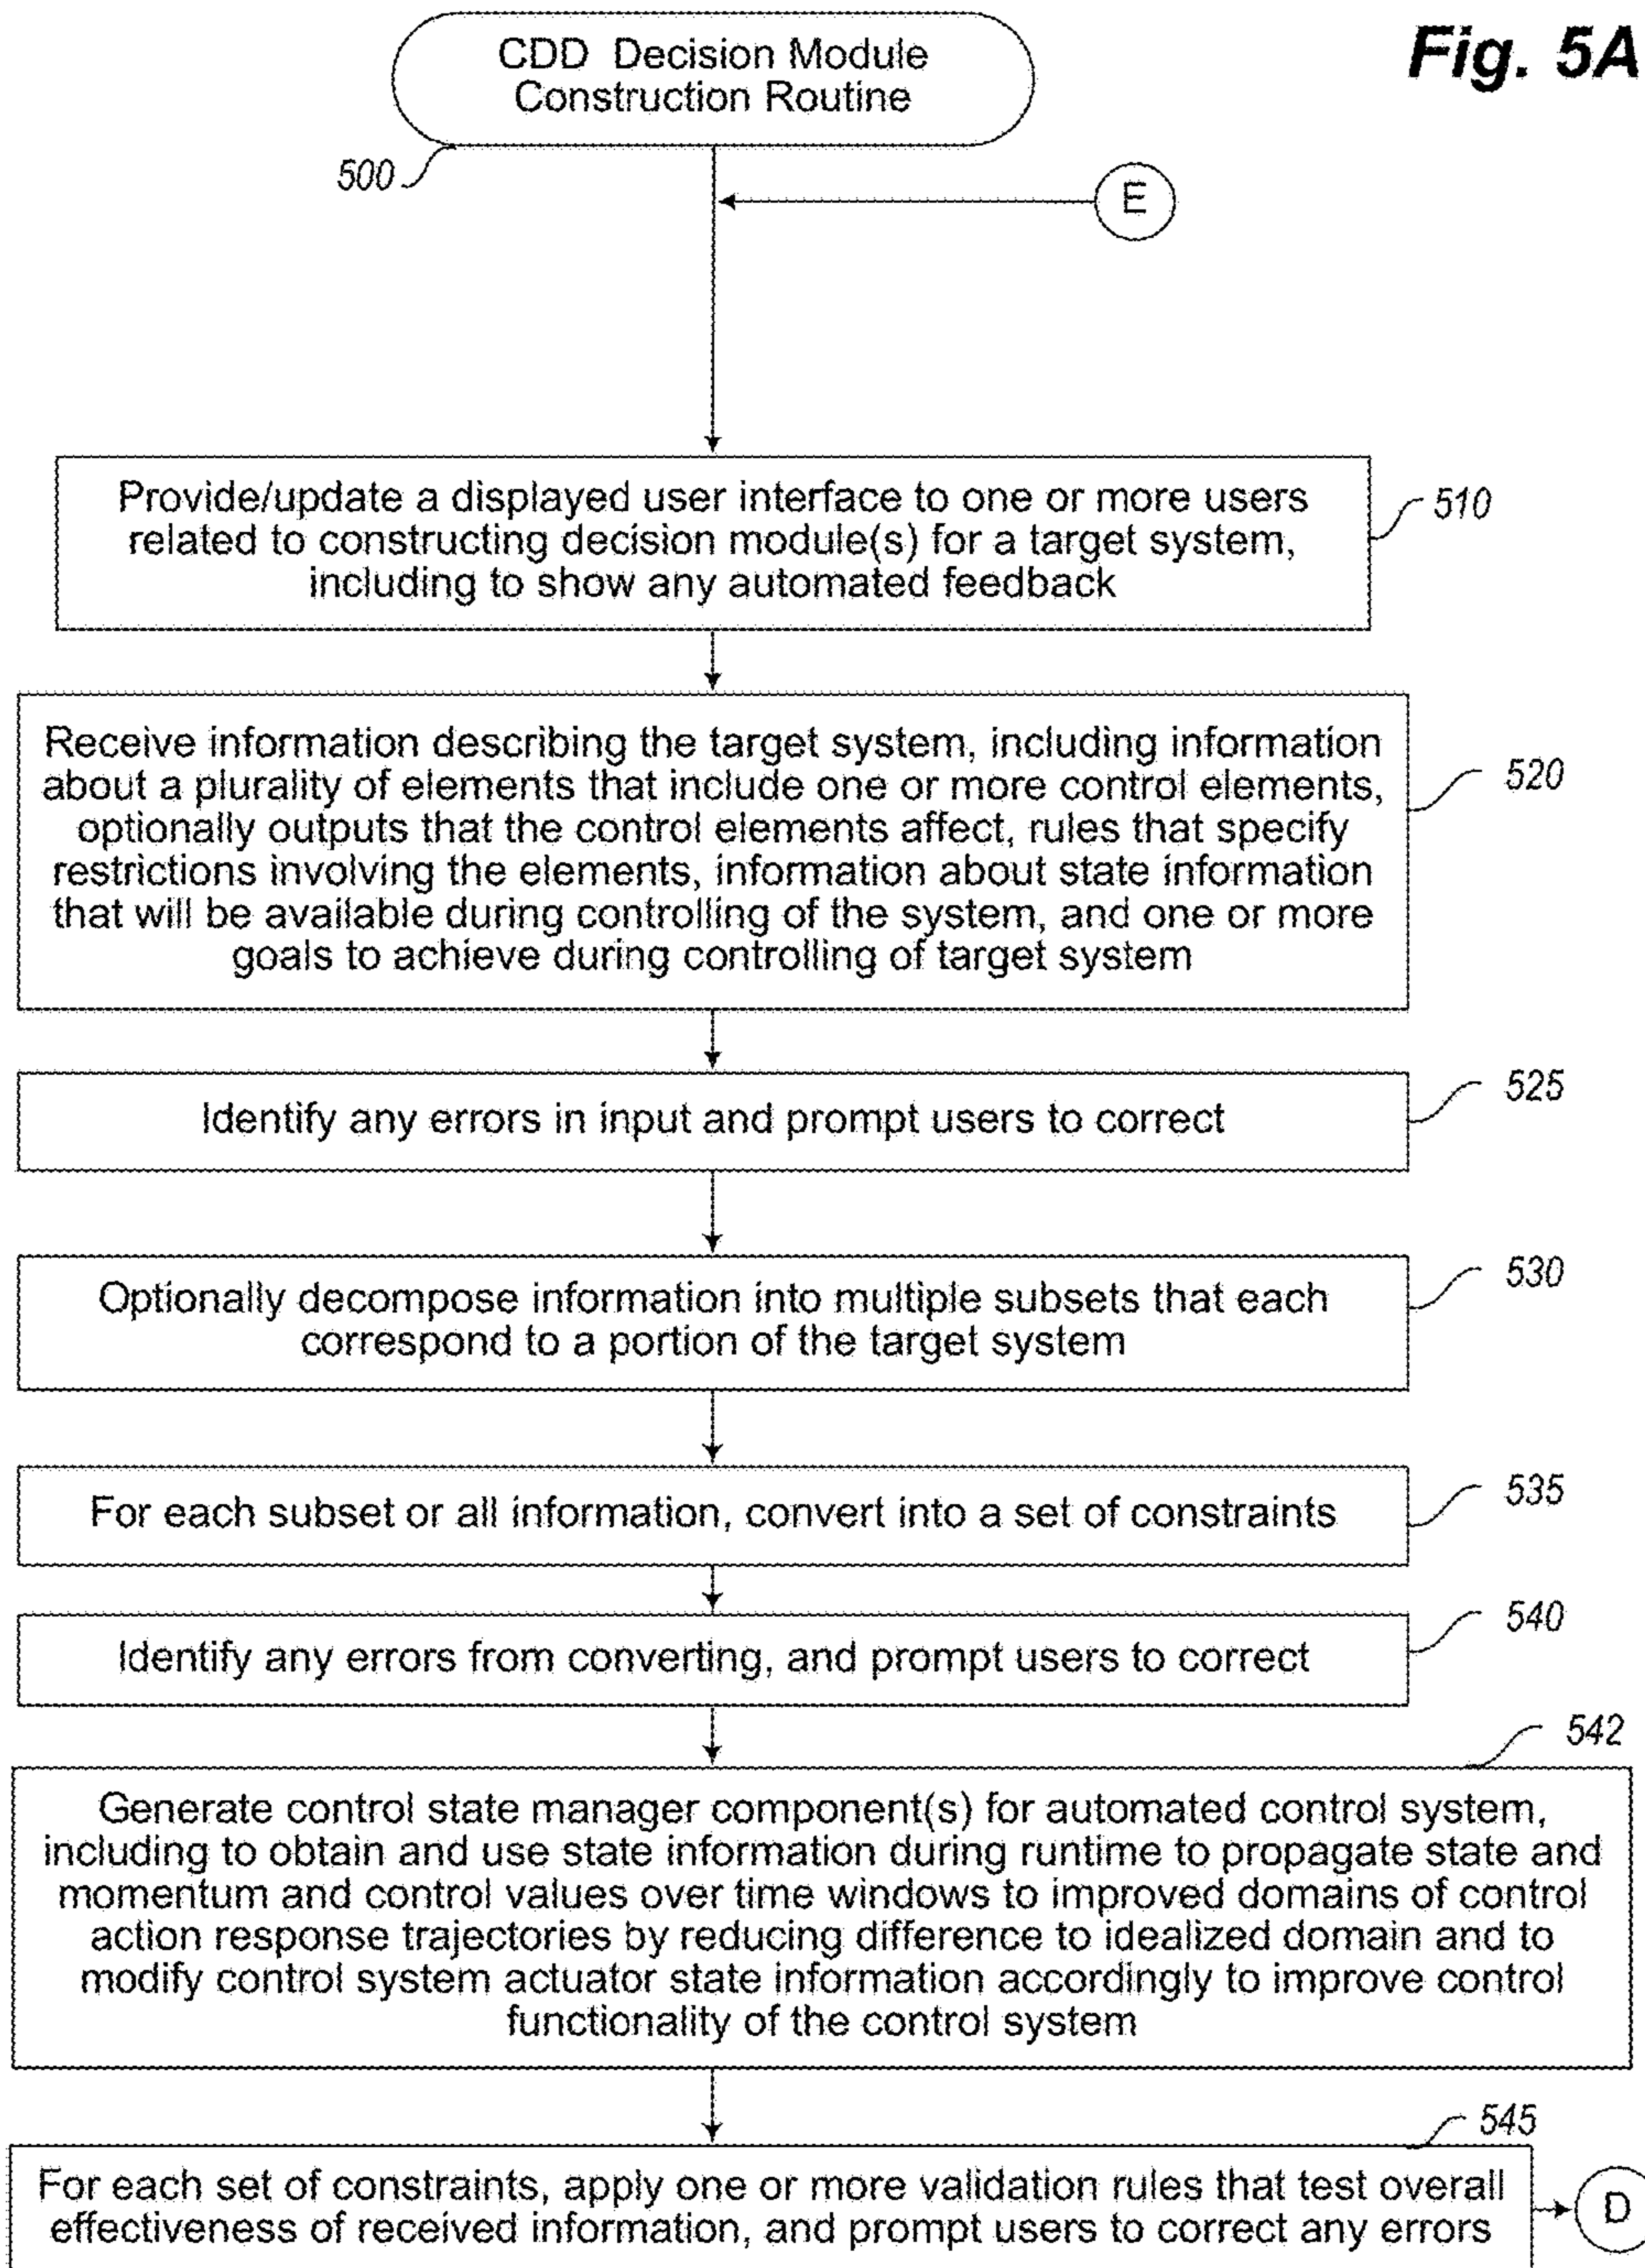 Fig. 5A
CDD Decision Module
Construction Routine
500
E
Provide/update a displayed user interface to one or more users
related to constructing decision module(s) for a target system,
including to show any automated feedback
510
Receive information describing the target system, including information
about a plurality of elements that include one or more control elements,
optionally outputs that the control elements affect, rules that specify
restrictions involving the elements, information about state information
that will be available during controlling of the system, and one or more
goals to achieve during controlling of target system
520
Identify any errors in input and prompt users to correct
525
Optionally decompose information into multiple subsets that each
correspond to a portion of the target system
530
For each subset or all information, convert into a set of constraints
535
Identify any errors from converting, and prompt users to correct
540
542
Generate control state manager component(s) for automated control system,
including to obtain and use state information during runtime to propagate state and
momentum and control values over time windows to improved domains of control
action response trajectories by reducing difference to idealized domain and to
modify control system actuator state information accordingly to improve control
functionality of the control system
545
For each set of constraints, apply one or more validation rules that test overall
effectiveness of received information, and prompt users to correct any errors
D